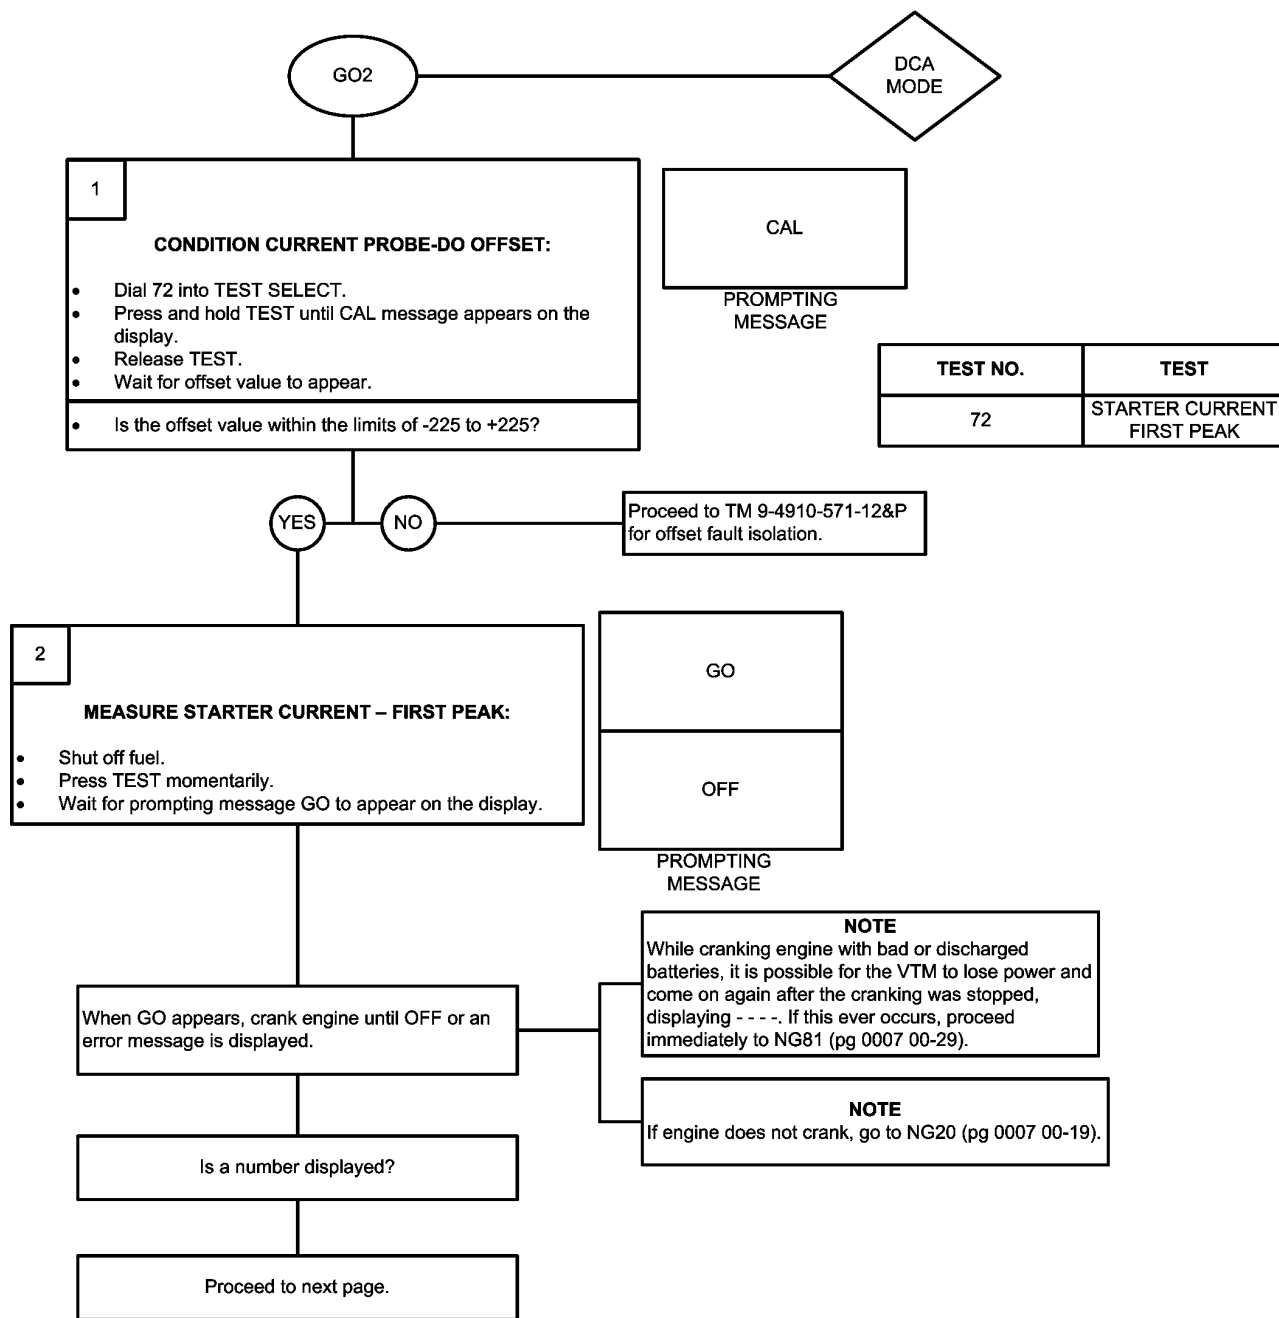 GO2
DCA
MODE
1
CONDITION CURRENT PROBE-DO OFFSET:
• Dial 72 into TEST SELECT.
• Press and hold TEST until CAL message appears on the
display.
• Release TEST.
• Wait for offset value to appear.
• Is the offset value within the limits of -225 to +225?
CAL
PROMPTING
MESSAGE
TEST NO.
TEST
72
STARTER CURRENT
FIRST PEAK
YES
NO
Proceed to TM 9-4910-571-12&P
for offset fault isolation.
2
MEASURE STARTER CURRENT – FIRST PEAK:
• Shut off fuel.
• Press TEST momentarily.
• Wait for prompting message GO to appear on the display.
GO
OFF
PROMPTING
MESSAGE
When GO appears, crank engine until OFF or an
error message is displayed.
NOTE
While cranking engine with bad or discharged
batteries, it is possible for the VTM to lose power and
come on again after the cranking was stopped,
displaying - - - -. If this ever occurs, proceed
immediately to NG81 (pg 0007 00-29).
NOTE
If engine does not crank, go to NG20 (pg 0007 00-19).
Is a number displayed?
Proceed to next page.